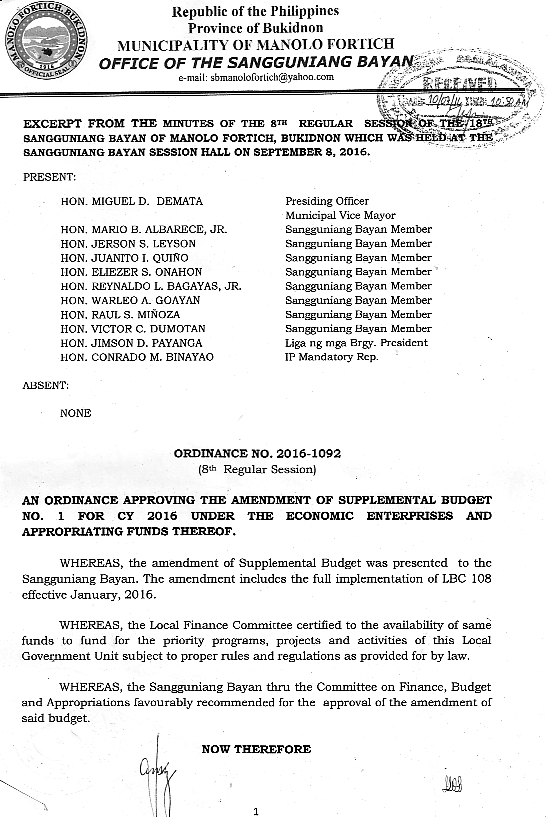 Republic of the Philippines
Province of Bukidnon
MUNICIPALITY OF MANOLO FORTICH
OFFICE OF THE SANGGUNIANG BAYAN
e-mail: sbmanolofortich@yahoo.com
RECEIVED
EXCERPT FROM THE MINUTES OF THE 8TH REGULAR SESSION OF THE 18TH
SANGGUNIANG BAYAN OF MANOLO FORTICH, BUKIDNON WHICH WAS HELD AT THE
SANGGUNIANG BAYAN SESSION HALL ON SEPTEMBER 8, 2016.
PRESENT:
HON. MIGUEL D. DEMATA Presiding Officer
Municipal Vice Mayor
HON. MARIO B. ALBARECE, JR. Sangguniang Bayan Member
HON. JERSON S. LEYSON Sangguniang Bayan Member
HON. JUANITO I. QUIÑO Sangguniang Bayan Member
HON. ELIEZER S. ONAHON Sangguniang Bayan Member
HON. REYNALDO L. BAGAYAS, JR. Sangguniang Bayan Member
HON. WARLEO A. GOAYAN Sangguniang Bayan Member
HON. RAUL S. MIÑOZA Sangguniang Bayan Member
HON. VICTOR C. DUMOTAN Sangguniang Bayan Member
HON. JIMSON D. PAYANGA Liga ng mga Brgy. President
HON. CONRADO M. BINAYAO IP Mandatory Rep.
ABSENT:
NONE
ORDINANCE NO. 2016-1092
(8th Regular Session)
AN ORDINANCE APPROVING THE AMENDMENT OF SUPPLEMENTAL BUDGET
NO. 1 FOR CY 2016 UNDER THE ECONOMIC ENTERPRISES AND
APPROPRIATING FUNDS THEREOF.
WHEREAS, the amendment of Supplemental Budget was presented to the
Sangguniang Bayan. The amendment includes the full implementation of LBC 108
effective January, 2016.
WHEREAS, the Local Finance Committee certified to the availability of same
funds to fund for the priority programs, projects and activities of this Local
Government Unit subject to proper rules and regulations as provided for by law.
WHEREAS, the Sangguniang Bayan thru the Committee on Finance, Budget
and Appropriations favourably recommended for the approval of the amendment of
said budget.
NOW THEREFORE
1